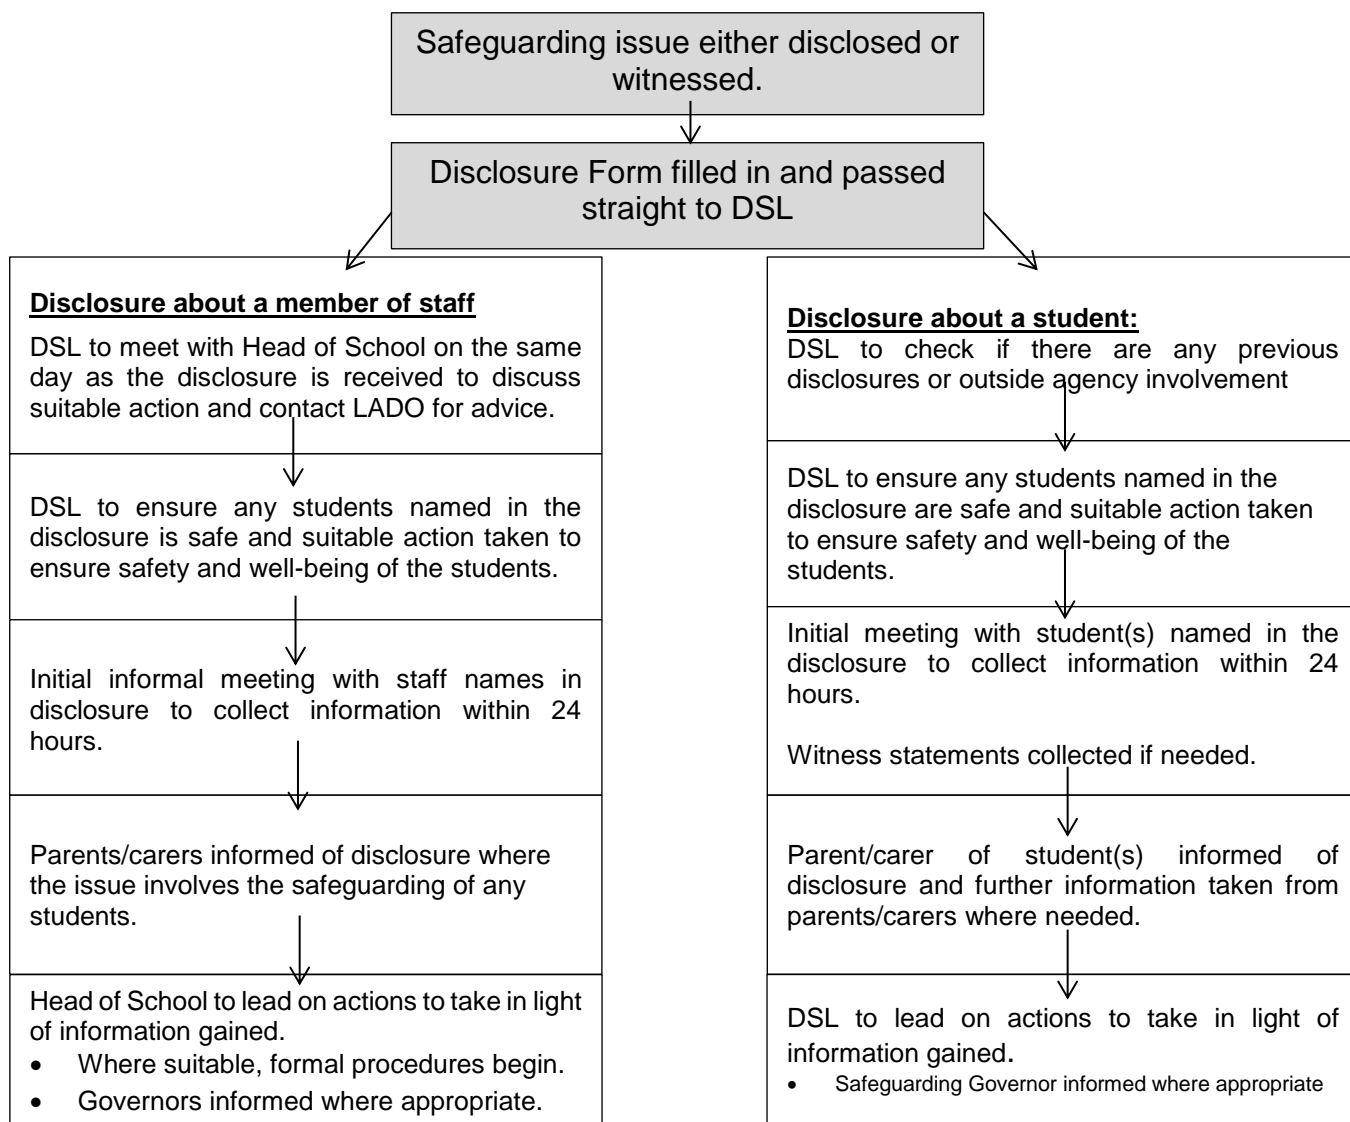 Safeguarding issue either disclosed or
witnessed.
Disclosure Form filled in and passed
straight to DSL
Disclosure about a member of staff
DSL to meet with Head of School on the same
day as the disclosure is received to discuss
suitable action and contact LADO for advice.
DSL to ensure any students named in the
disclosure is safe and suitable action taken to
ensure safety and well-being of the students.
Initial informal meeting with staff names in
disclosure to collect information within 24
hours.
Parents/carers informed of disclosure where
the issue involves the safeguarding of any
students.
Head of School to lead on actions to take in light
of information gained.
• Where suitable, formal procedures begin.
• Governors informed where appropriate.
Disclosure about a student:
DSL to check if there are any previous
disclosures or outside agency involvement
DSL to ensure any students named in the
disclosure are safe and suitable action taken
to ensure safety and well-being of the
students.
Initial meeting with student(s) named in the
disclosure to collect information within 24
hours.
Witness statements collected if needed.
Parent/carer of student(s) informed of
disclosure and further information taken from
parents/carers where needed.
DSL to lead on actions to take in light of
information gained.
• Safeguarding Governor informed where appropriate